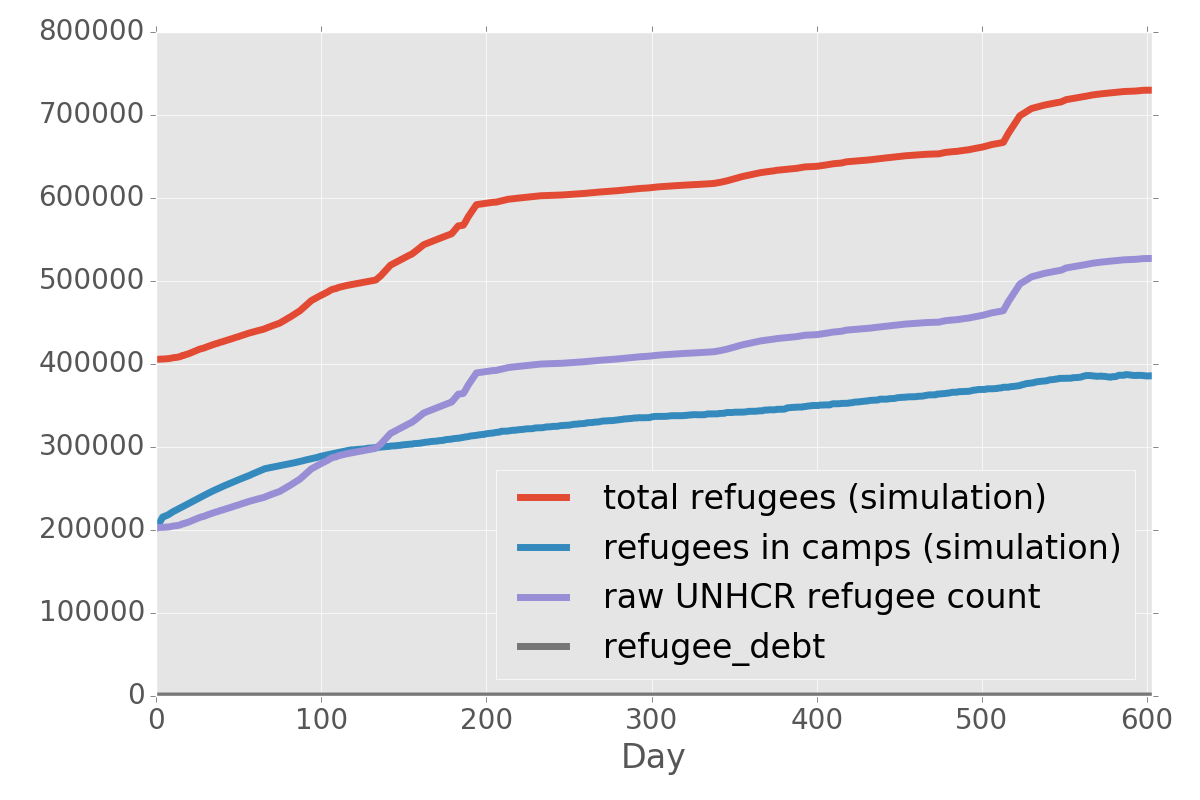 800000
700000
600000
500000
400000
300000
200000
100000
0
total refugees (simulation)
refugees in camps (simulation)
raw UNHCR refugee count
refugee_debt
0 100 200 300 400 500 600
Day